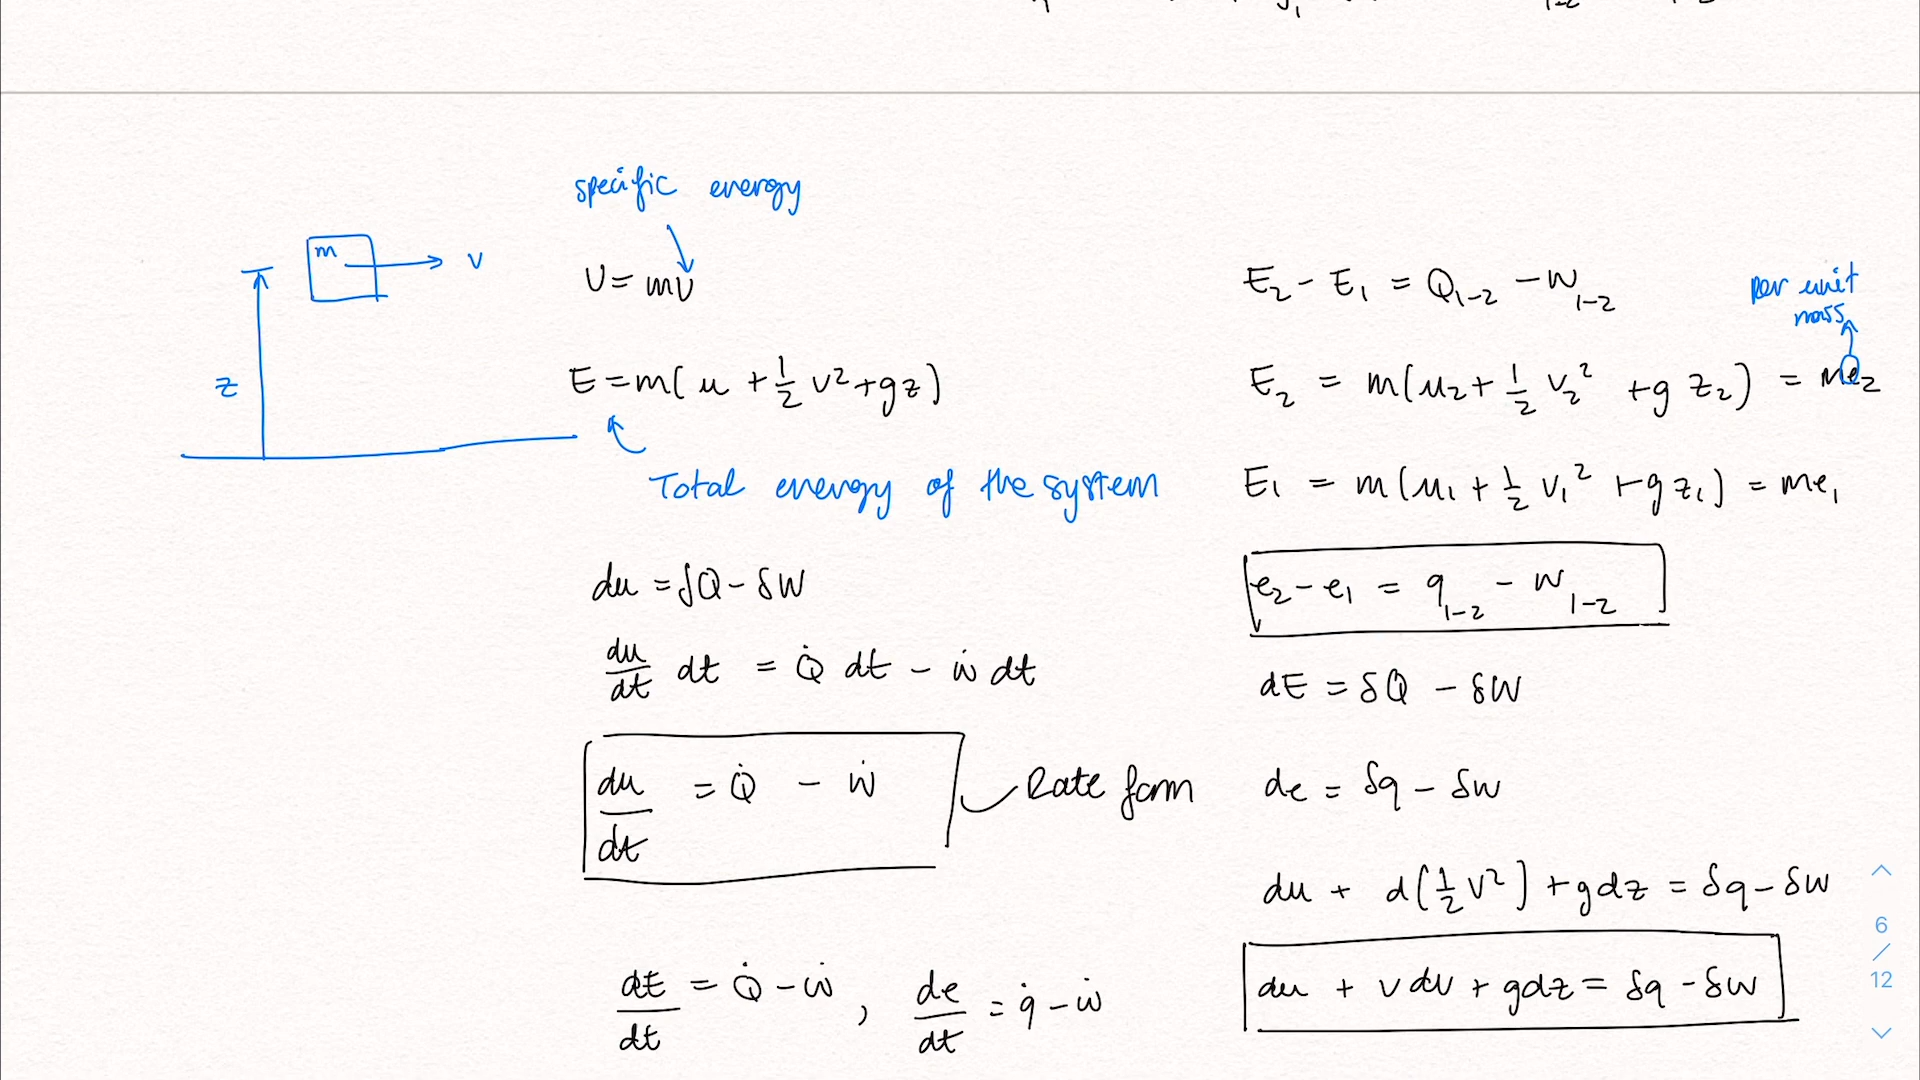 specific energy
m
v
U = mu
z
E = m( u + 1/2 v² + gz )
Total energy of the system
du = δQ - δW
du/dt dt = Q̇ dt - ẇ dt
du/dt = Q̇ - ẇ
Rate form
dE/dt = Q̇ - ẇ , de/dt = q̇ - ẇ
E₂ - E₁ = Q₁₋₂ - W₁₋₂
per unit
mass
E₂ = m( u₂ + 1/2 v₂² + g z₂ ) = me₂
E₁ = m( u₁ + 1/2 v₁² + g z₁ ) = me₁
e₂ - e₁ = q₁₋₂ - w₁₋₂
dE = δQ - δW
de = δq - δw
du + d( 1/2 v² ) + gdz = δq - δw
du + vdv + gdz = δq - δw
6
/
12